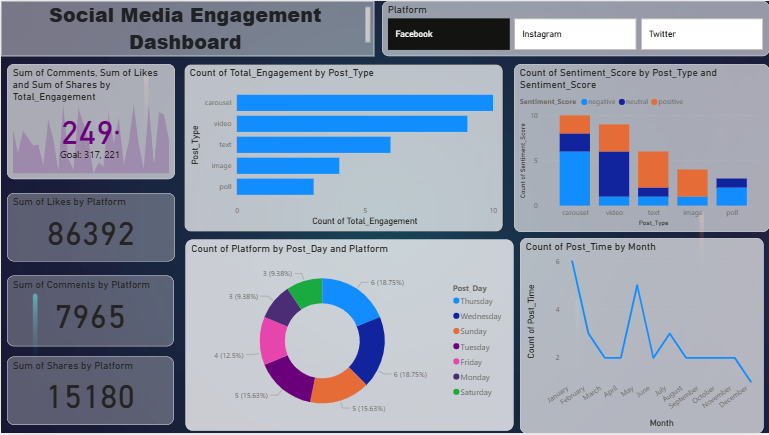 Social Media Engagement
Dashboard
Platform
Facebook
Instagram
Twitter
Sum of Comments, Sum of Likes
and Sum of Shares by
Total_Engagement
249·
Goal: 317, 221
Sum of Likes by Platform
86392
Sum of Comments by Platform
7965
Sum of Shares by Platform
15180
Count of Total_Engagement by Post_Type
Post_Type
carousel
video
text
image
poll
0
5
10
Count of Total_Engagement
Count of Sentiment_Score by Post_Type and
Sentiment_Score
Sentiment_Score negative neutral positive
Count of Sentiment_Score
10
5
0
carousel
video
text
image
poll
Post_Type
Count of Platform by Post_Day and Platform
3 (9.38%)
6 (18.75%)
3 (9.38%)
4 (12.5%)
6 (18.75%)
5 (15.63%)
5 (15.63%)
Post_Day
Thursday
Wednesday
Sunday
Tuesday
Friday
Monday
Saturday
Count of Post_Time by Month
Count of Post_Time
6
4
2
January
February
March
April
May
June
July
August
September
October
November
December
Month